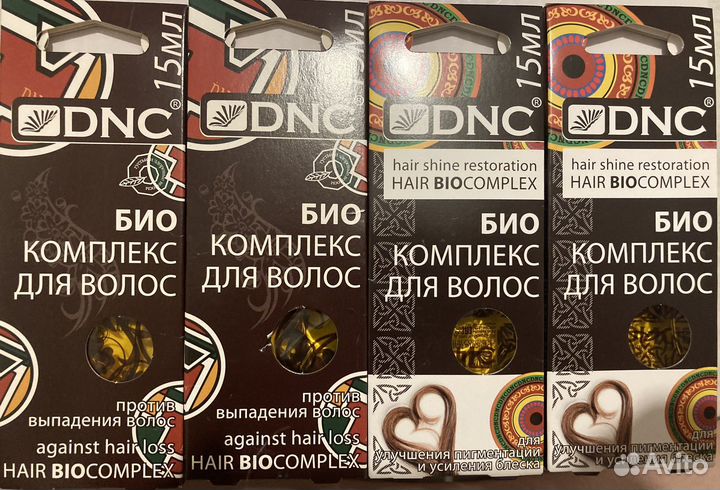 15МЛ
DNC®
БИО
КОМПЛЕКС
ДЛЯ ВОЛОС
против
выпадения волос
against hair loss
HAIR BIOCOMPLEX
15МЛ
DNC®
БИО
КОМПЛЕКС
ДЛЯ ВОЛОС
против
выпадения волос
against hair loss
HAIR BIOCOMPLEX
15МЛ
DNC®
hair shine restoration
HAIR BIOCOMPLEX
БИО
КОМПЛЕКС
ДЛЯ ВОЛОС
для
улучшения пигментации
и усиления блеска
15МЛ
DNC®
hair shine restoration
HAIR BIOCOMPLEX
БИО
КОМПЛЕКС
ДЛЯ ВОЛОС
для
улучшения пигментации
и усиления блеска
Avito